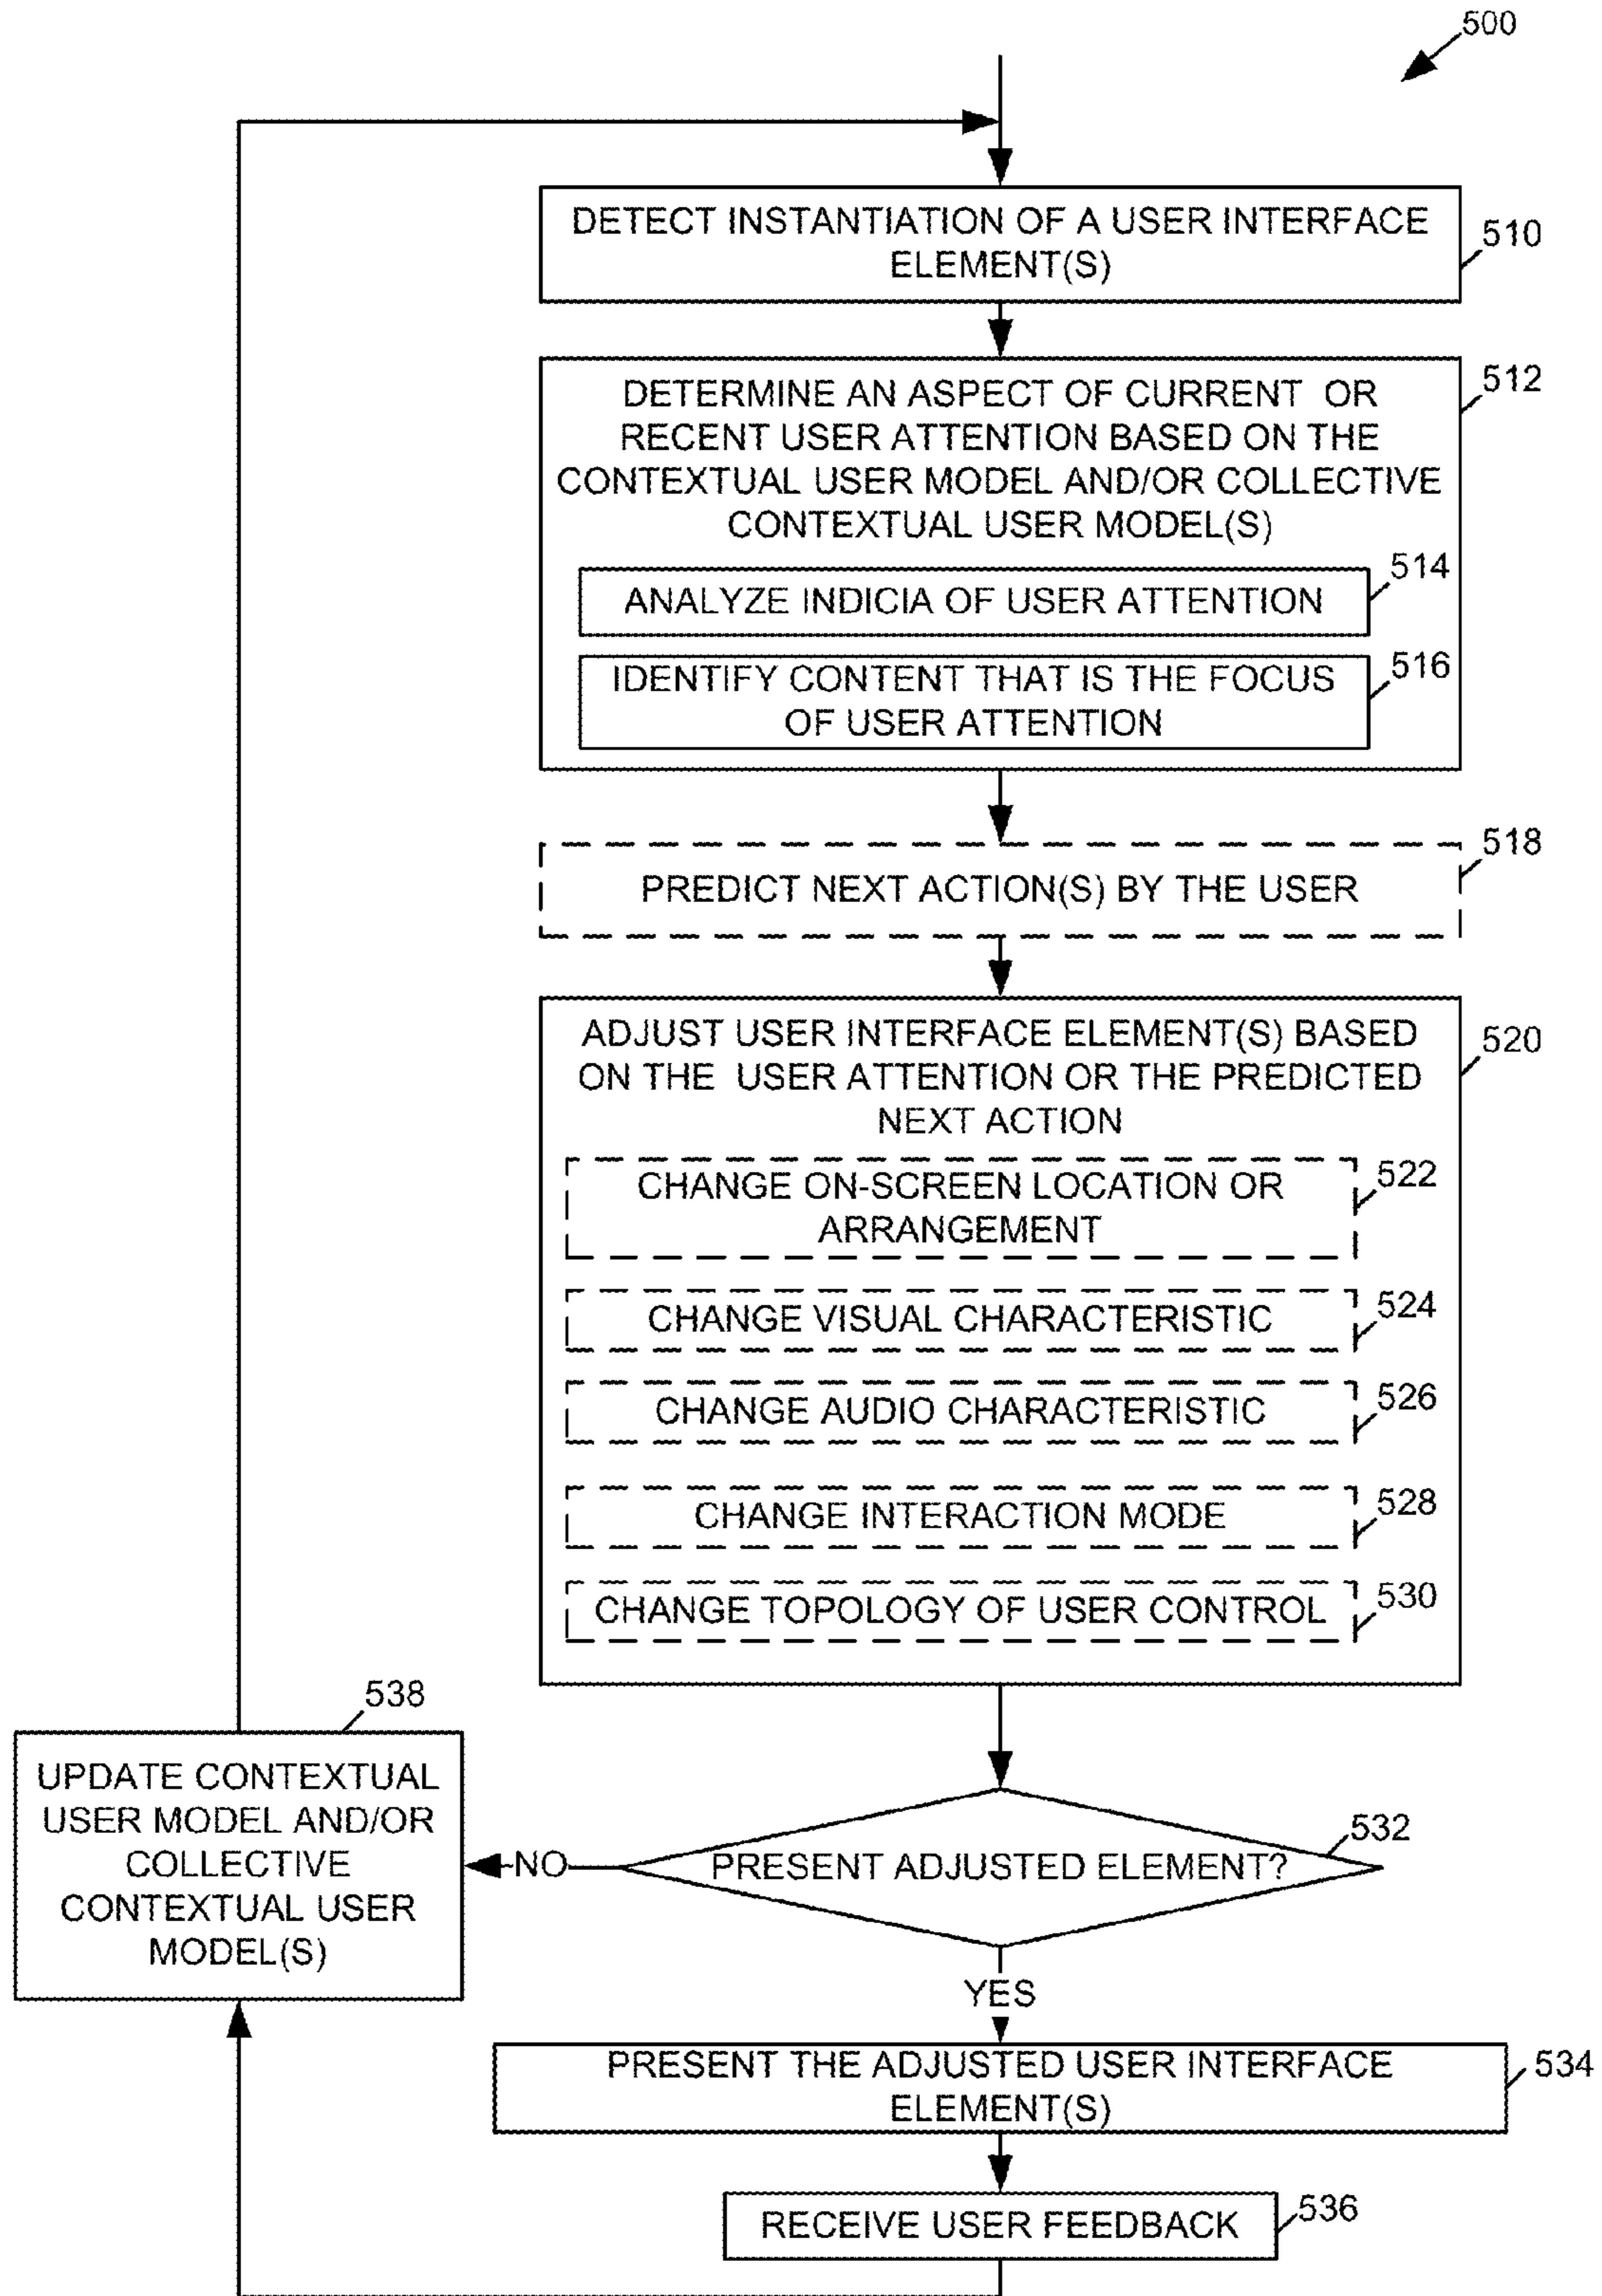 500
DETECT INSTANTIATION OF A USER INTERFACE
ELEMENT(S)
510
DETERMINE AN ASPECT OF CURRENT OR
RECENT USER ATTENTION BASED ON THE
CONTEXTUAL USER MODEL AND/OR COLLECTIVE
CONTEXTUAL USER MODEL(S)
512
ANALYZE INDICIA OF USER ATTENTION
514
IDENTIFY CONTENT THAT IS THE FOCUS
OF USER ATTENTION
516
PREDICT NEXT ACTION(S) BY THE USER
518
ADJUST USER INTERFACE ELEMENT(S) BASED
ON THE USER ATTENTION OR THE PREDICTED
NEXT ACTION
520
CHANGE ON-SCREEN LOCATION OR
ARRANGEMENT
522
CHANGE VISUAL CHARACTERISTIC
524
CHANGE AUDIO CHARACTERISTIC
526
CHANGE INTERACTION MODE
528
CHANGE TOPOLOGY OF USER CONTROL
530
PRESENT ADJUSTED ELEMENT?
532
NO
538
UPDATE CONTEXTUAL
USER MODEL AND/OR
COLLECTIVE
CONTEXTUAL USER
MODEL(S)
YES
PRESENT THE ADJUSTED USER INTERFACE
ELEMENT(S)
534
RECEIVE USER FEEDBACK
536